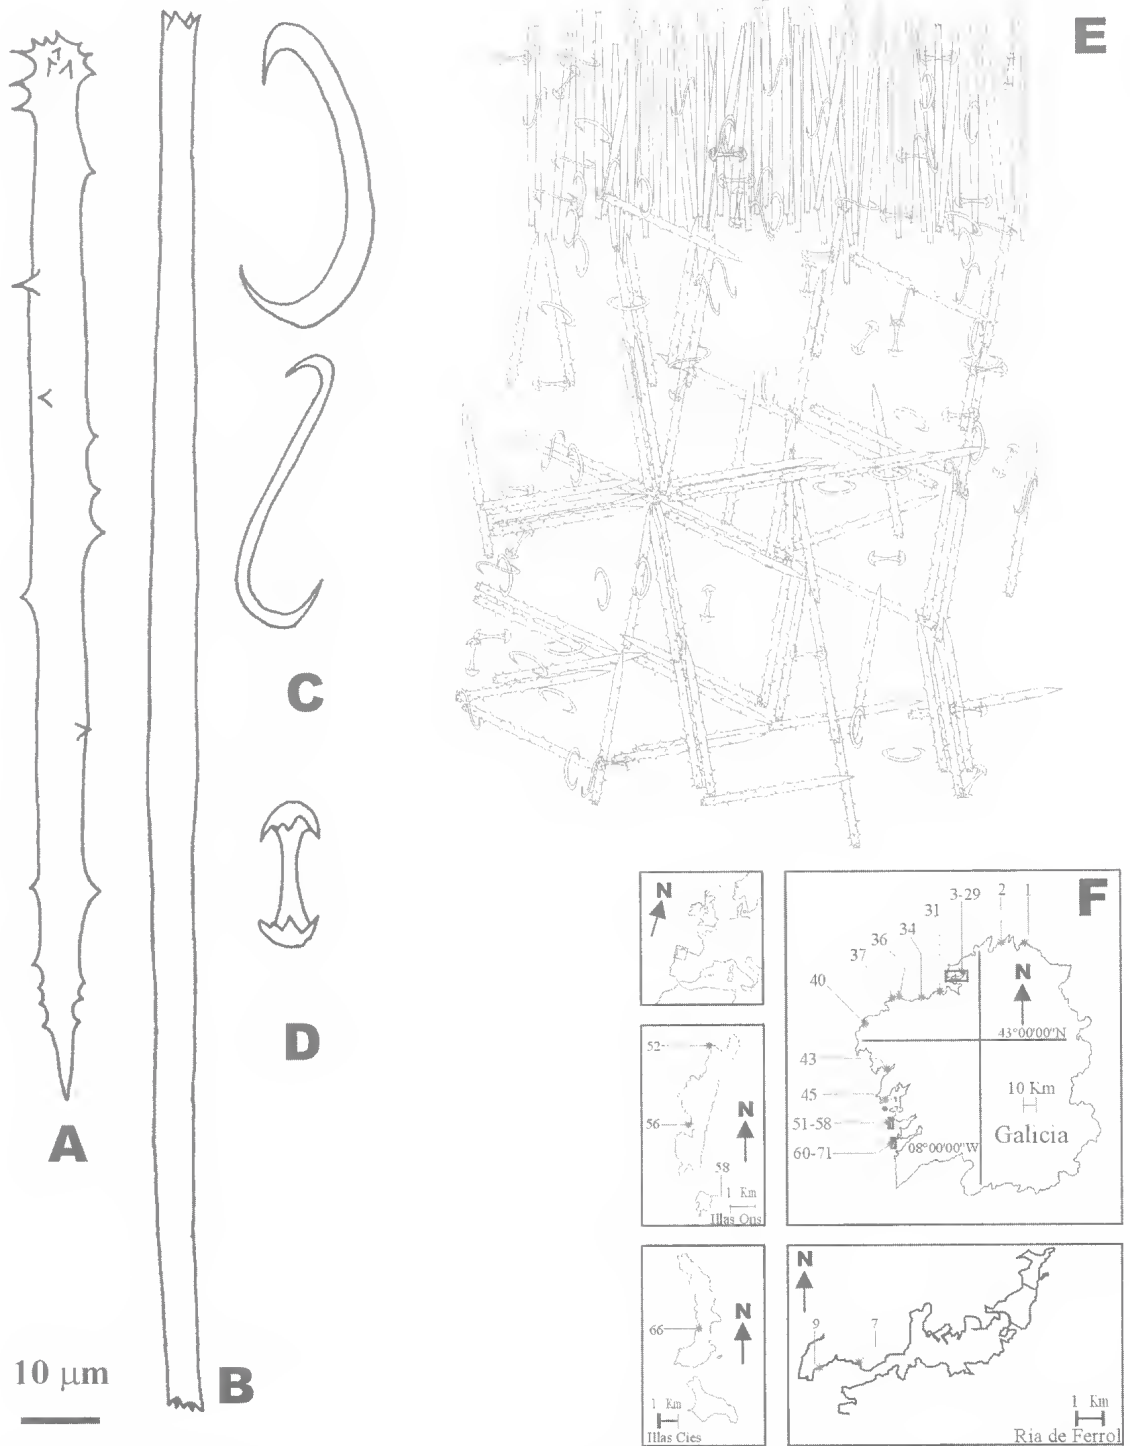 E
C
D
A
B
10 µm
N
F
3-29
2
1
31
34
36
37
40
N
43°00'00"N
43
45
51-58
60-71
10 Km
Galicia
08°00'00"W
52
56
N
58
1 Km
Illas Ons
66
N
1 Km
Illas Cies
N
9
7
1 Km
Ria de Ferrol